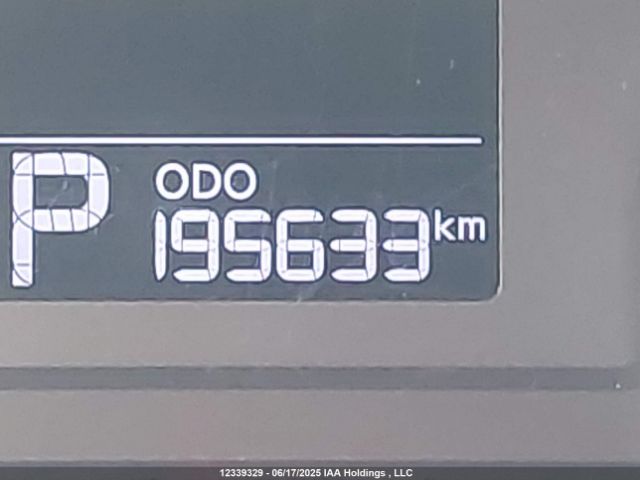 P
ODO
195633 km
12339329 - 06/17/2025 IAA Holdings , LLC